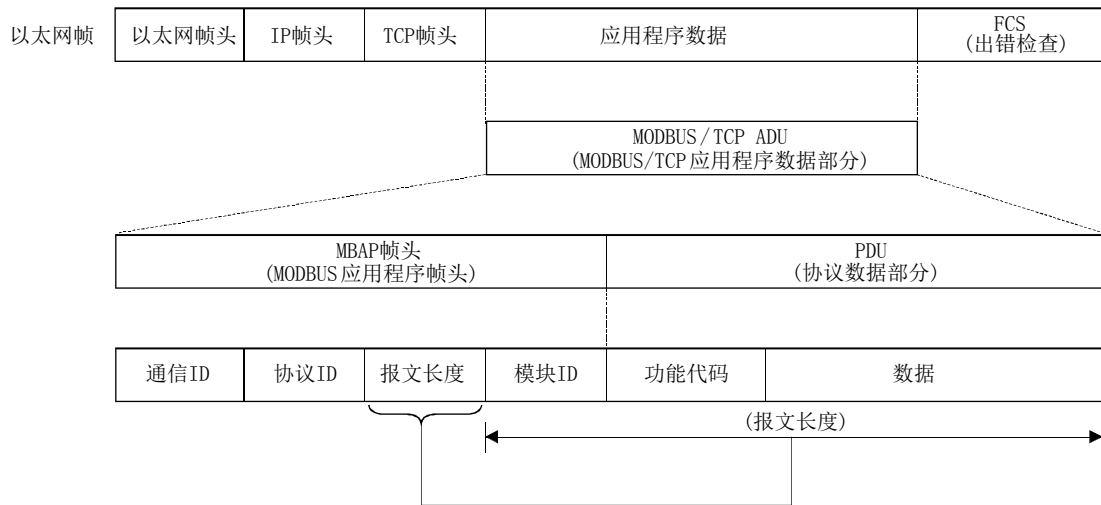 以太网帧
以太网帧头
IP帧头
TCP帧头
应用程序数据
FCS
(出错检查)
MODBUS/TCP ADU
(MODBUS/TCP应用程序数据部分)
MBAP帧头
(MODBUS应用程序帧头)
PDU
(协议数据部分)
通信ID
协议ID
报文长度
模块ID
功能代码
数据
(报文长度)